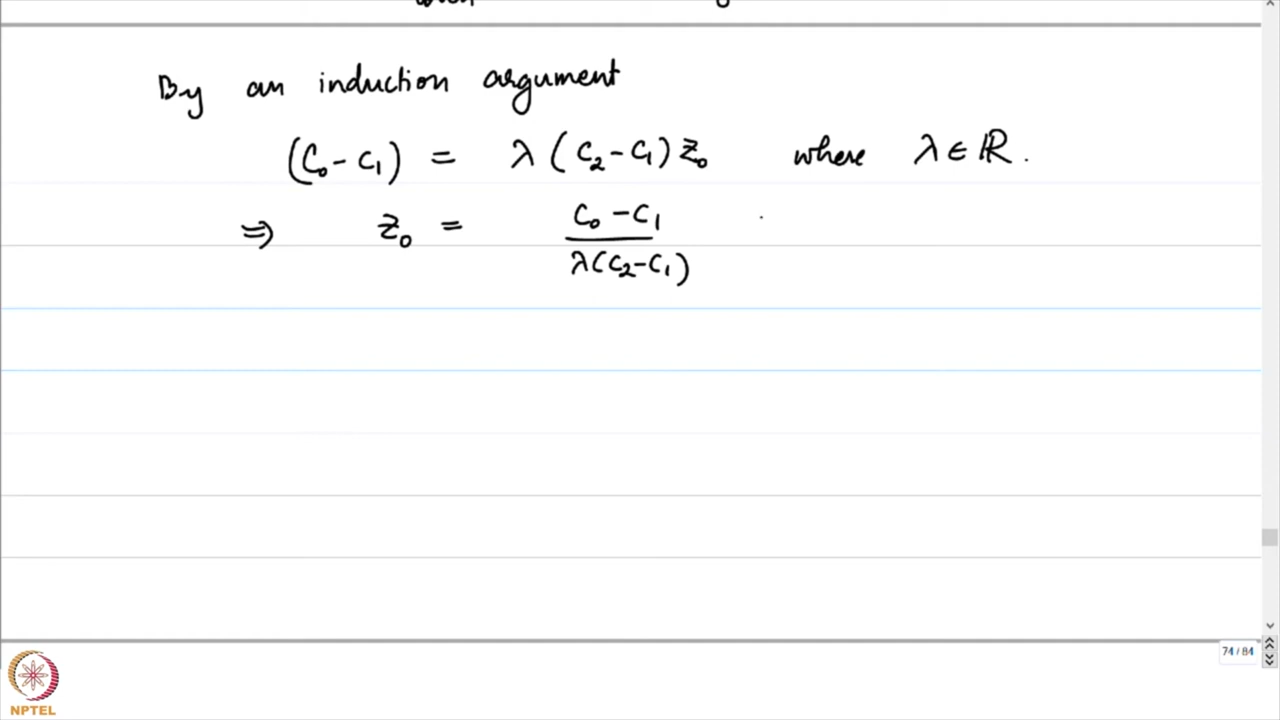 By an induction argument
(C₀ - C₁) = λ (C₂ - C₁) Z₀ where λ ∈ ℝ.
⇒ Z₀ = (C₀ - C₁) / (λ(C₂ - C₁))
74 / 84
NPTEL